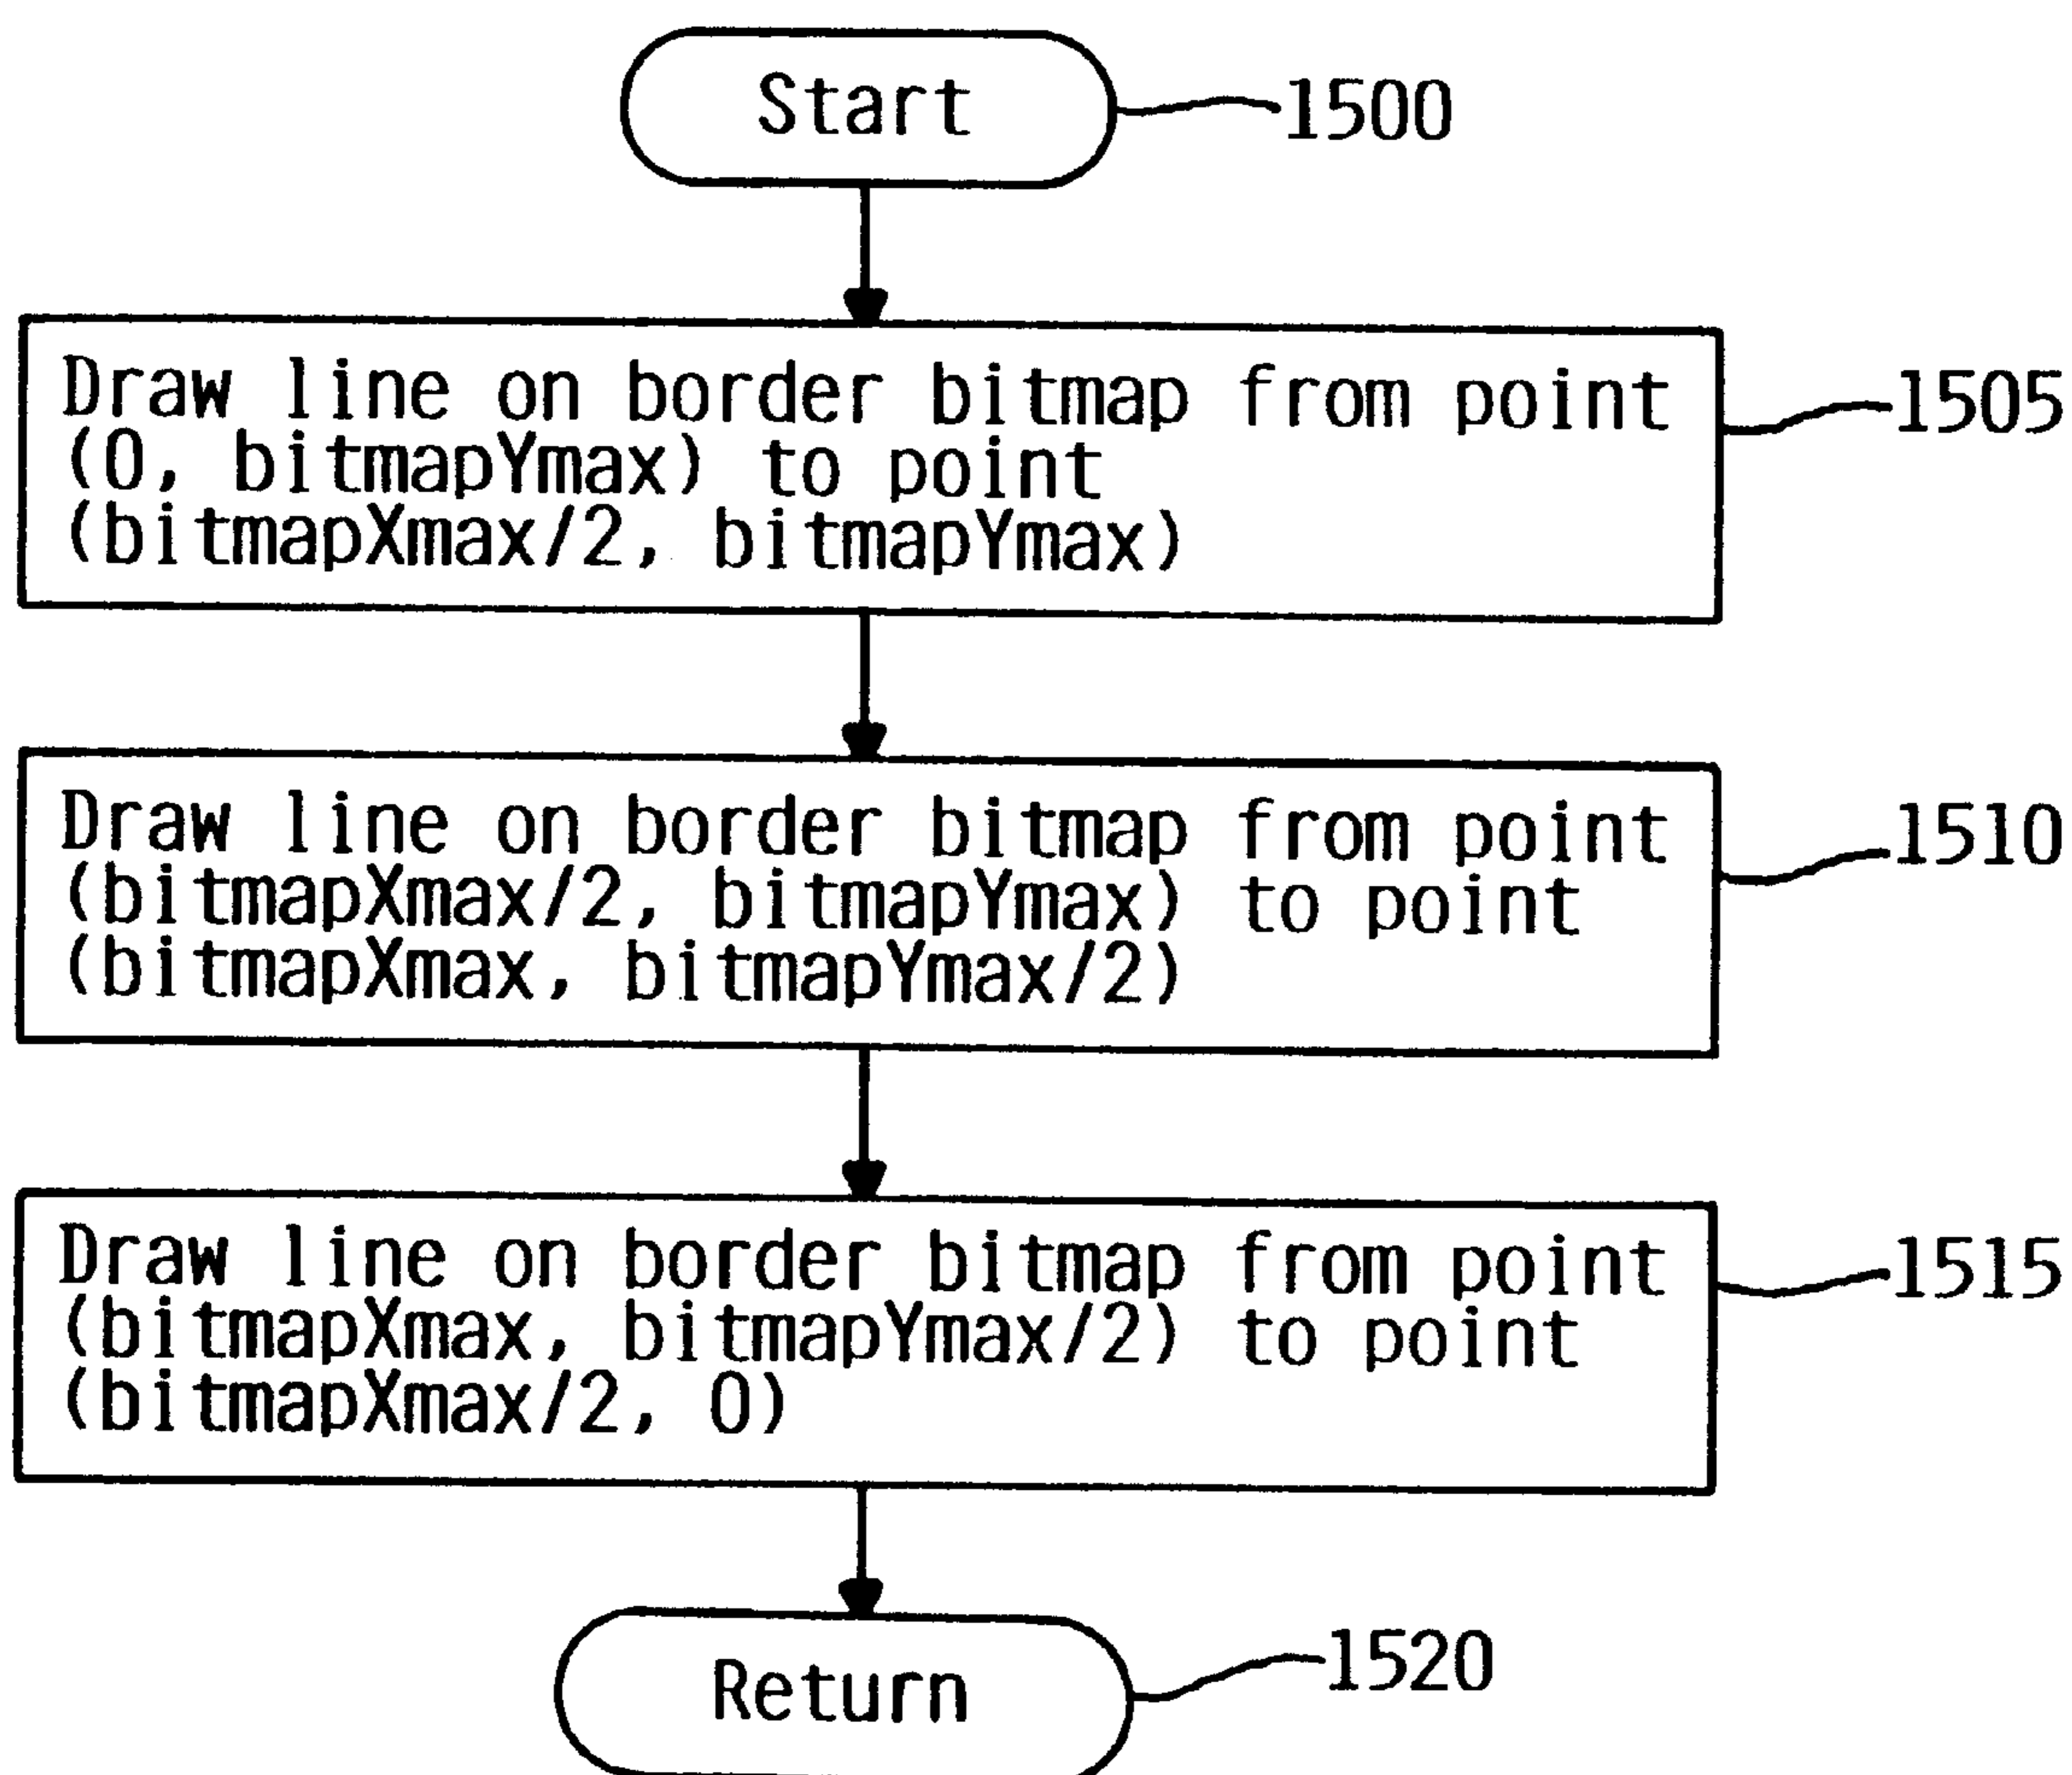 Start
1500
Draw line on border bitmap from point
(0, bitmapYmax) to point
(bitmapXmax/2, bitmapYmax)
1505
Draw line on border bitmap from point
(bitmapXmax/2, bitmapYmax) to point
(bitmapXmax, bitmapYmax/2)
1510
Draw line on border bitmap from point
(bitmapXmax, bitmapYmax/2) to point
(bitmapXmax/2, 0)
1515
Return
1520